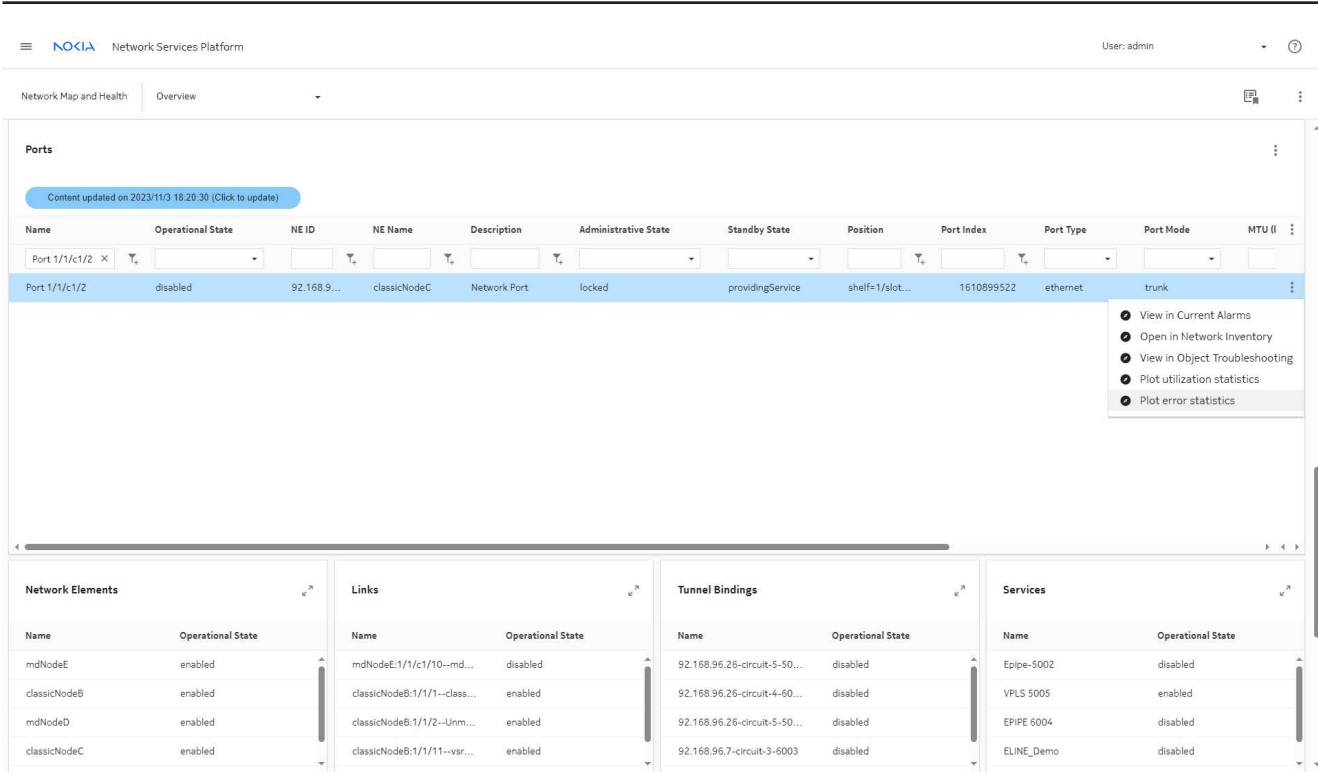 NOKIA Network Services Platform User: admin
Network Map and Health Overview
Ports
Content updated on 2023/11/3 18:20:30 (Click to update)
Name Operational State NE ID NE Name Description Administrative State Standby State Position Port Index Port Type Port Mode MTU (
Port 1/1/c1/2
Port 1/1/c1/2 disabled 92.168.9... classicNodeC Network Port locked providingService shelf=1/slot... 1610899522 ethernet trunk
View in Current Alarms
Open in Network Inventory
View in Object Troubleshooting
Plot utilization statistics
Plot error statistics
Network Elements Links Tunnel Bindings Services
Name Operational State Name Operational State Name Operational State Name Operational State
mdNodeE enabled mdNodeE:1/1/c1/10--md... disabled 92.168.96.26-circuit-5-50... disabled Epipe-5002 disabled
classicNodeB enabled classicNodeB:1/1/1--class... enabled 92.168.96.26-circuit-4-60... disabled VPLS 5005 enabled
mdNodeD enabled classicNodeB:1/1/2--Unm... enabled 92.168.96.26-circuit-5-50... disabled EPIPE 6004 disabled
classicNodeC enabled classicNodeB:1/1/11--vsr... enabled 92.168.96.7-circuit-3-6003 disabled ELINE_Demo disabled